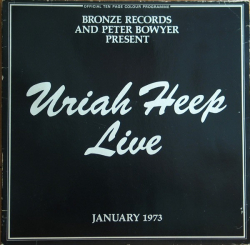 OFFICIAL TEN PAGE COLOUR PROGRAMME
BRONZE RECORDS
AND PETER BOWYER
PRESENT
Uriah Heep
Live
JANUARY 1973